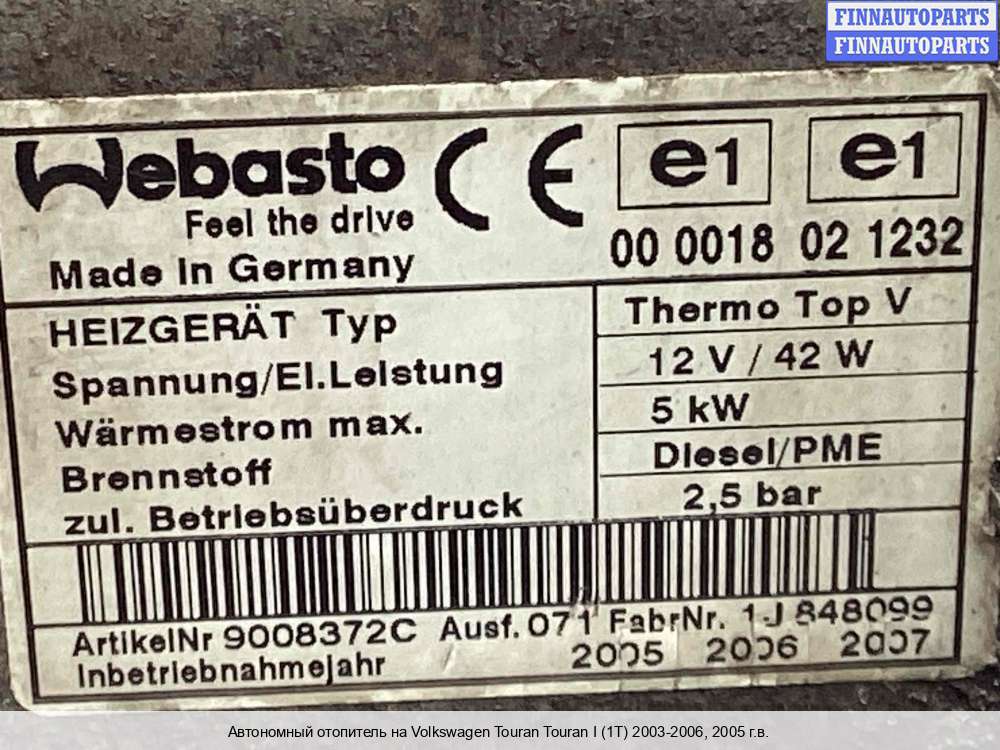 FINNAUTOPARTS
FINNAUTOPARTS
Webasto CE e1 e1
Feel the drive 00 0018 02 1232
Made In Germany
HEIZGERÄT Typ Thermo Top V
Spannung/El.Leistung 12 V / 42 W
Wärmestrom max. 5 kW
Brennstoff Diesel/PME
zul. Betriebsüberdruck 2,5 bar
ArtikelNr 9008372C Ausf. 071 FabrNr. 1J 848099
Inbetriebnahmejahr 2005 2006 2007
Автономный отопитель на Volkswagen Touran Touran I (1T) 2003-2006, 2005 г.в.